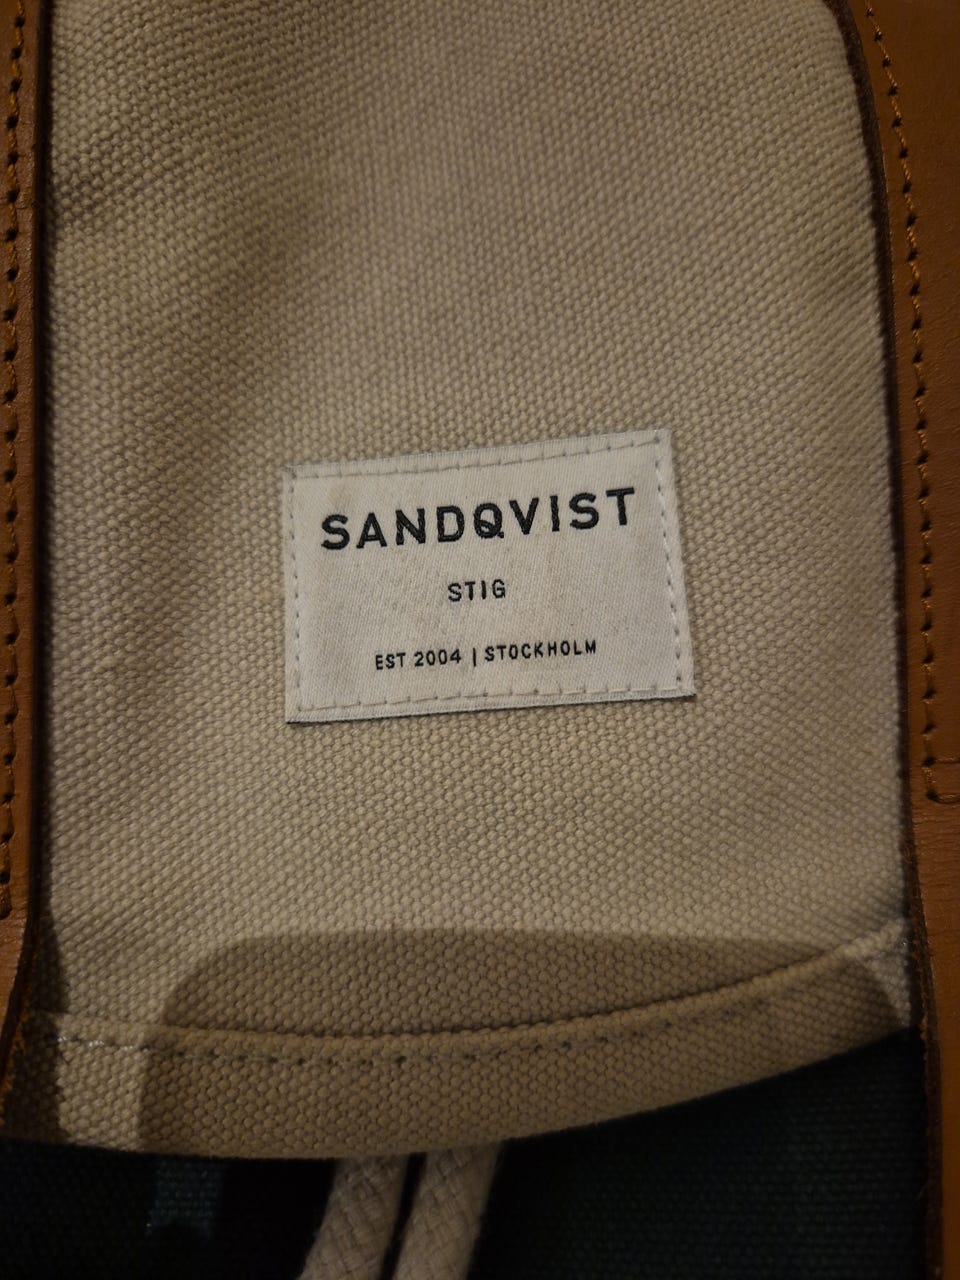 SANDQVIST
STIG
EST 2004 | STOCKHOLM